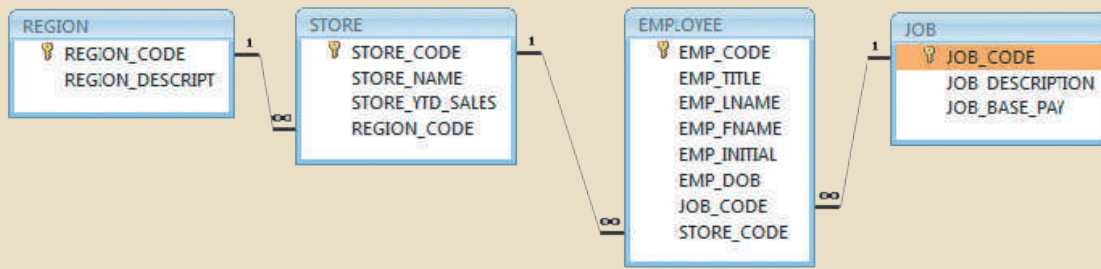 REGION
REGION_CODE
REGION_DESCRIPT
1
∞
STORE
STORE_CODE
STORE_NAME
STORE_YTD_SALES
REGION_CODE
1
∞
EMPLOYEE
EMP_CODE
EMP_TITLE
EMP_LNAME
EMP_FNAME
EMP_INITIAL
EMP_DOB
JOB_CODE
STORE_CODE
1
∞
JOB
JOB_CODE
JOB_DESCRIPTION
JOB_BASE_PAY